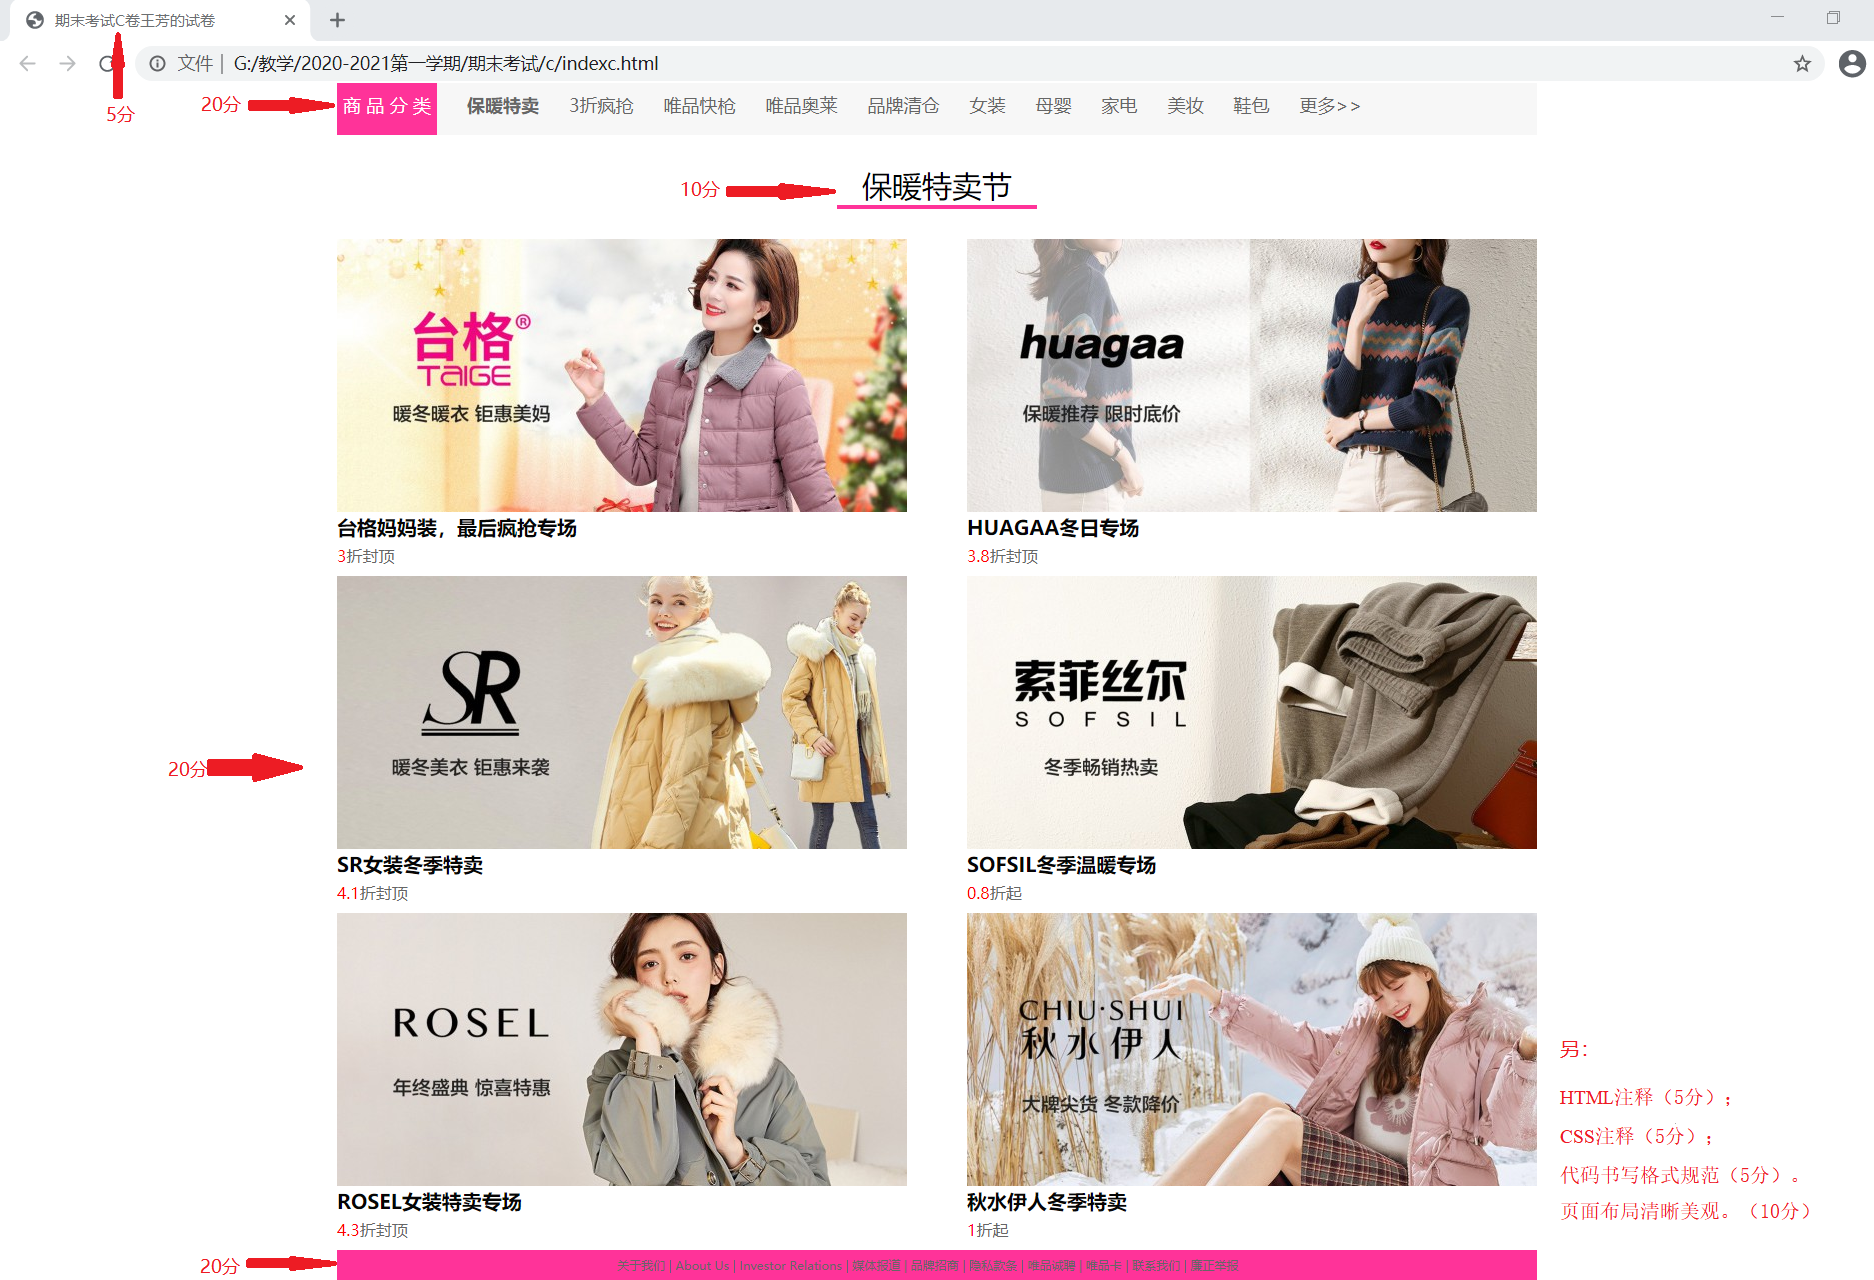 期末考试C卷王芳的试卷
文件 | G:/教学/2020-2021第一学期/期末考试/c/indexc.html
5分
20分
商品分类 保暖特卖 3折疯抢 唯品快枪 唯品奥莱 品牌清仓 女装 母婴 家电 美妆 鞋包 更多>>
10分
保暖特卖节
台格®
TAIGE
暖冬暖衣 钜惠美妈
huagaa
保暖推荐 限时底价
台格妈妈装，最后疯抢专场
3折封顶
HUAGAA冬日专场
3.8折封顶
20分
SR
暖冬美衣 钜惠来袭
索菲丝尔
SOFSIL
冬季畅销热卖
SR女装冬季特卖
4.1折封顶
SOFSIL冬季温暖专场
0.8折起
ROSEL
年终盛典 惊喜特惠
CHIU·SHUI
秋水伊人
大牌尖货 冬款降价
ROSEL女装特卖专场
4.3折封顶
秋水伊人冬季特卖
1折起
另：
HTML注释（5分）；
CSS注释（5分）；
代码书写格式规范（5分）。
页面布局清晰美观。（10分）
20分
关于我们 | About Us | Investor Relations | 媒体报道 | 品牌招商 | 隐私款条 | 唯品诚聘 | 唯品卡 | 联系我们 | 廉正举报